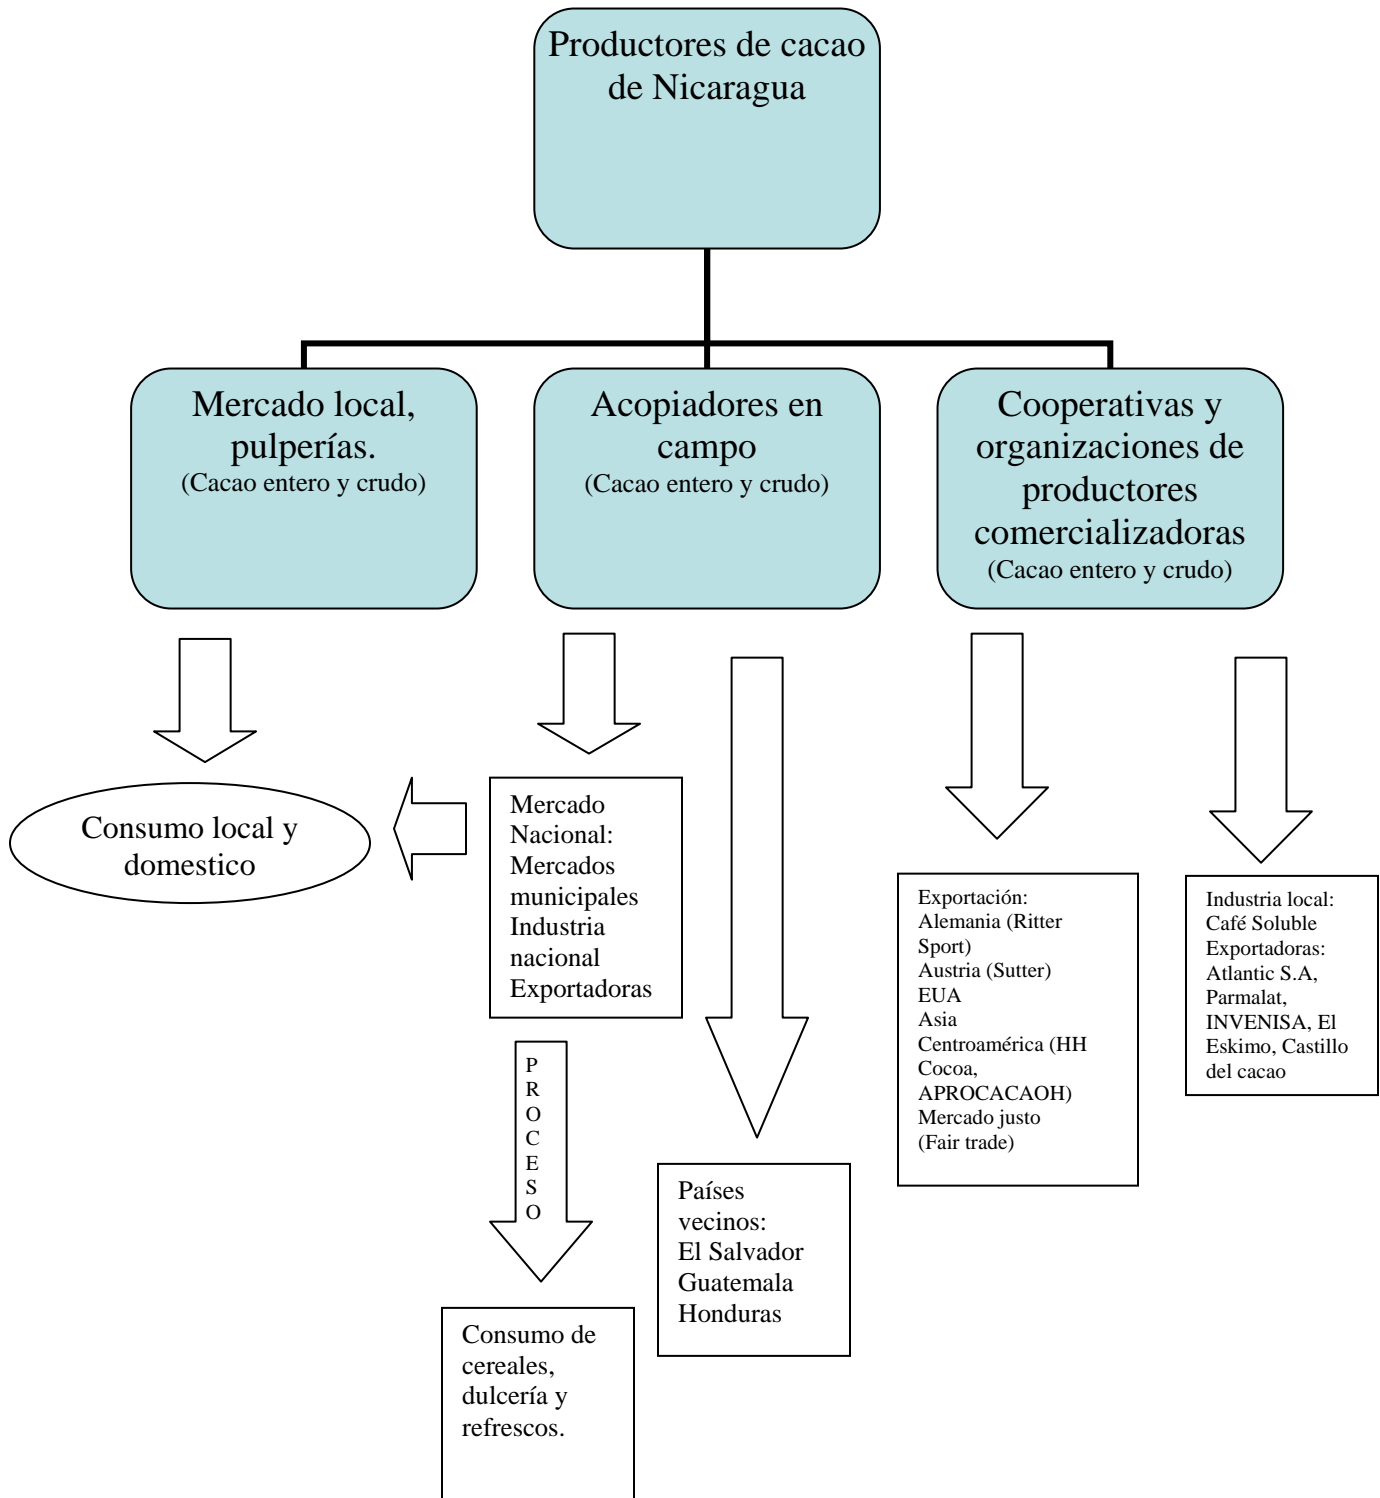 Productores de cacao
de Nicaragua
Mercado local,
pulperías.
(Cacao entero y crudo)
Acopiadores en
campo
(Cacao entero y crudo)
Cooperativas y
organizaciones de
productores
comercializadoras
(Cacao entero y crudo)
Consumo local y
domestico
Mercado
Nacional:
Mercados
municipales
Industria
nacional
Exportadoras
Exportación:
Alemania (Ritter
Sport)
Austria (Sutter)
EUA
Asia
Centroamérica (HH
Cocoa,
APROCACAOH)
Mercado justo
(Fair trade)
Industria local:
Café Soluble
Exportadoras:
Atlantic S.A,
Parmalat,
INVENISA, El
Eskimo, Castillo
del cacao
P
R
O
C
E
S
O
Países
vecinos:
El Salvador
Guatemala
Honduras
Consumo de
cereales,
dulcería y
refrescos.